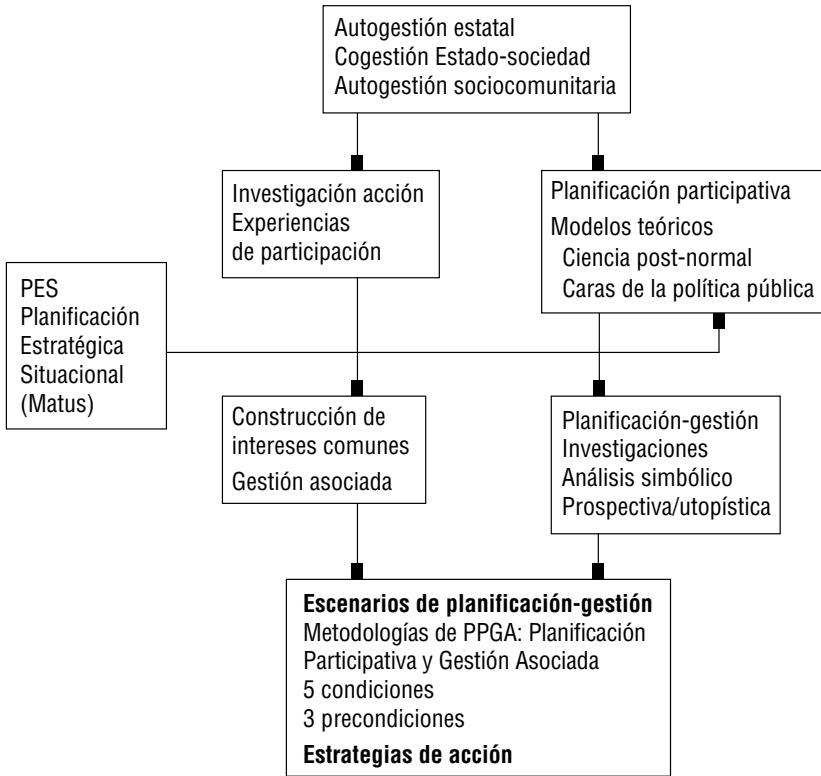 Autogestión estatal
Cogestión Estado-sociedad
Autogestión sociocomunitaria
Investigación acción
Experiencias
de participación
Planificación participativa
Modelos teóricos
Ciencia post-normal
Caras de la política pública
PES
Planificación
Estratégica
Situacional
(Matus)
Construcción de
intereses comunes
Gestión asociada
Planificación-gestión
Investigaciones
Análisis simbólico
Prospectiva/utopística
Escenarios de planificación-gestión
Metodologías de PPGA: Planificación
Participativa y Gestión Asociada
5 condiciones
3 precondiciones
Estrategias de acción